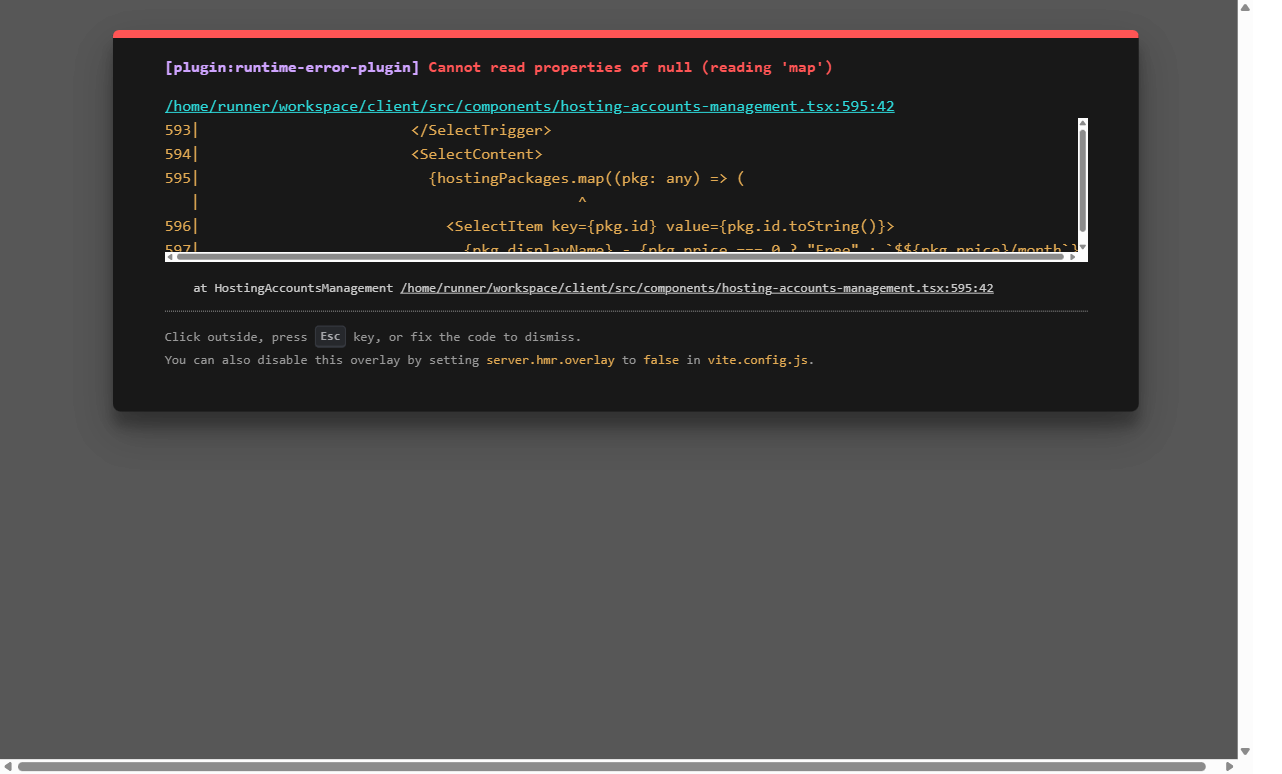 [plugin:runtime-error-plugin] Cannot read properties of null (reading 'map')
/home/runner/workspace/client/src/components/hosting-accounts-management.tsx:595:42
593|                        </SelectTrigger>
594|                        <SelectContent>
595|                          {hostingPackages.map((pkg: any) => (
   |                                           ^
596|                            <SelectItem key={pkg.id} value={pkg.id.toString()}>
597|                              {pkg.displayName} - {pkg.price === 0 ? "Free" : `$${pkg.price}/month`}
at HostingAccountsManagement /home/runner/workspace/client/src/components/hosting-accounts-management.tsx:595:42
Click outside, press Esc key, or fix the code to dismiss.
You can also disable this overlay by setting server.hmr.overlay to false in vite.config.js.